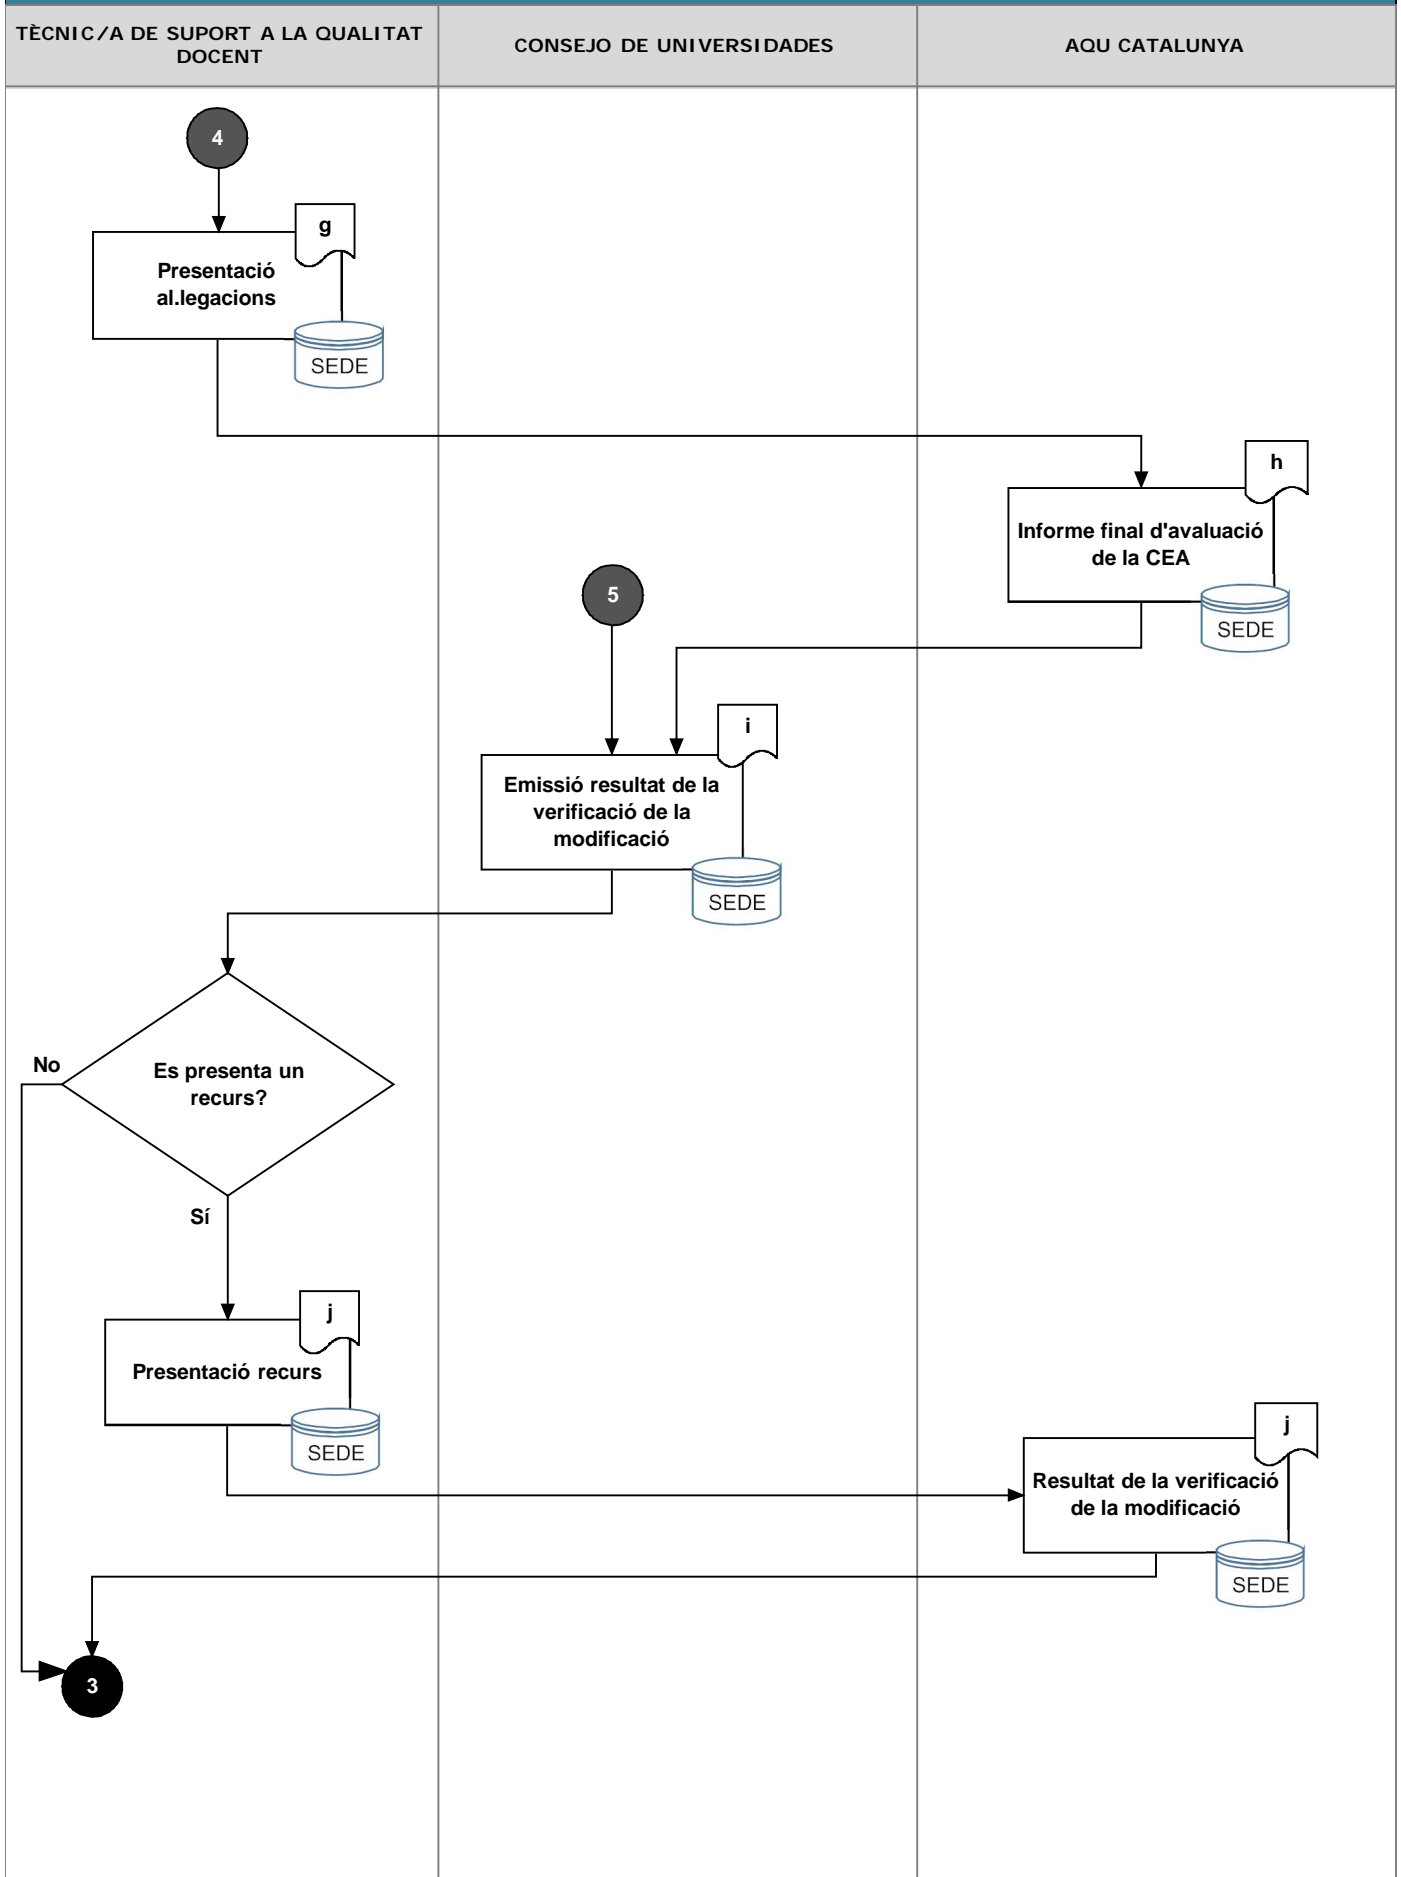 TÈCNIC/A DE SUPORT A LA QUALITAT
DOCENT
CONSEJO DE UNIVERSIDADES
AQU CATALUNYA
4
g
Presentació
al.legacions
SEDE
h
Informe final d'avaluació
de la CEA
SEDE
5
i
Emissió resultat de la
verificació de la
modificació
SEDE
No
Es presenta un
recurs?
Sí
j
Presentació recurs
SEDE
j
Resultat de la verificació
de la modificació
SEDE
3